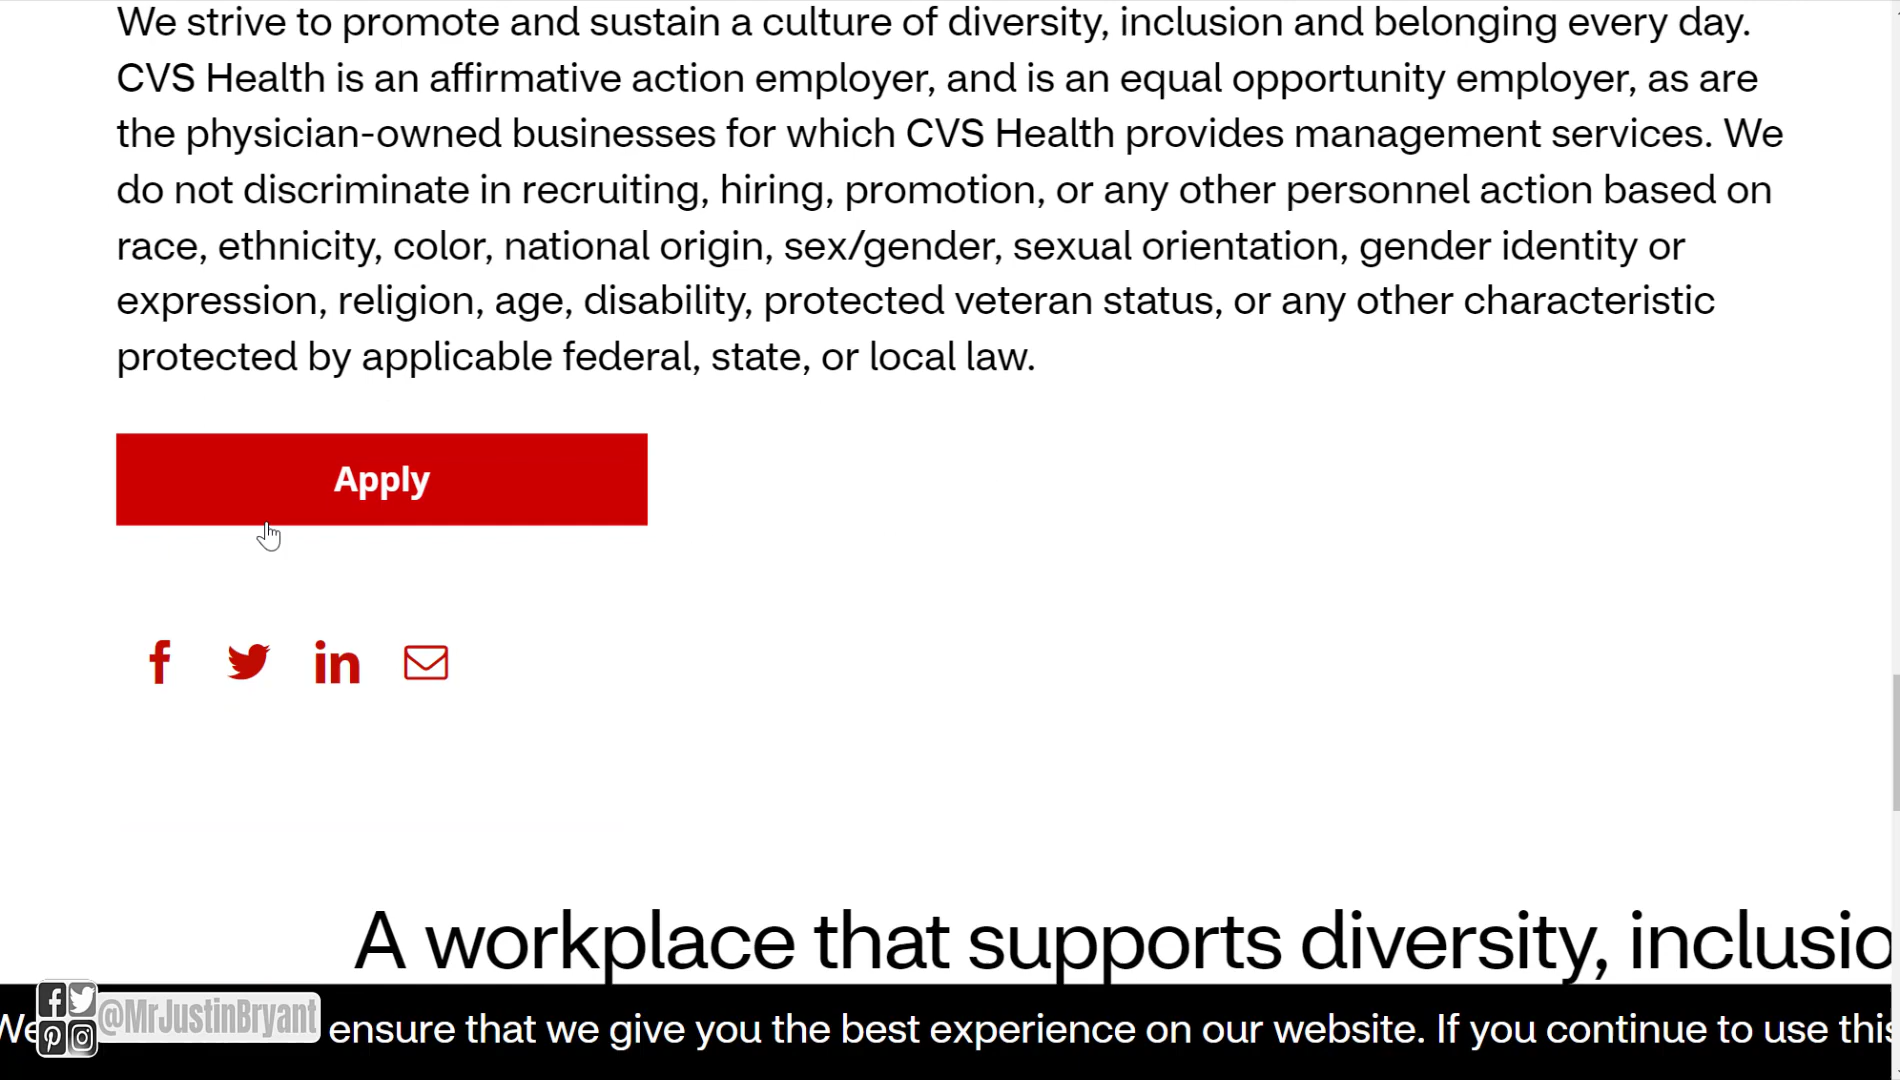 We strive to promote and sustain a culture of diversity, inclusion and belonging every day.
CVS Health is an affirmative action employer, and is an equal opportunity employer, as are
the physician-owned businesses for which CVS Health provides management services. We
do not discriminate in recruiting, hiring, promotion, or any other personnel action based on
race, ethnicity, color, national origin, sex/gender, sexual orientation, gender identity or
expression, religion, age, disability, protected veteran status, or any other characteristic
protected by applicable federal, state, or local law.
Apply
A workplace that supports diversity, inclusio
We @MrJustinBryant ensure that we give you the best experience on our website. If you continue to use this